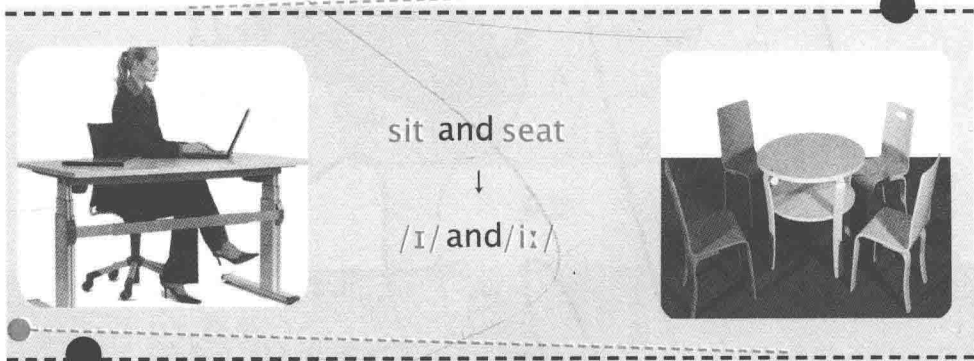 sit and seat
↓
/ɪ/ and /iː/